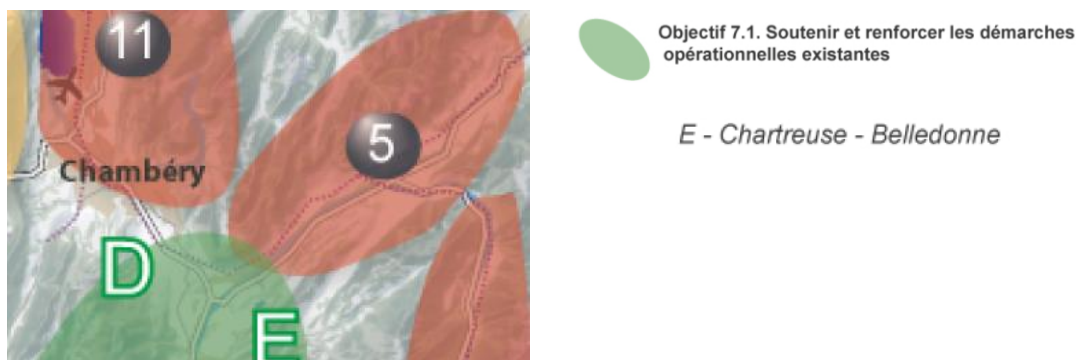 11
5
Chambéry
D
E
Objectif 7.1. Soutenir et renforcer les démarches
opérationnelles existantes
E - Chartreuse - Belledonne